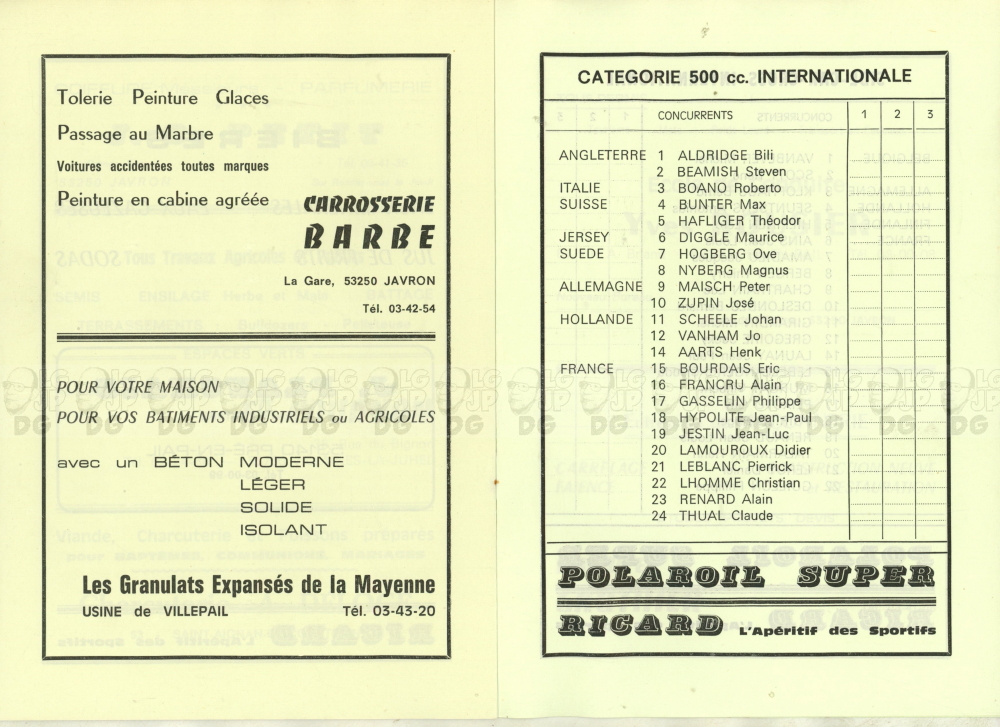 Tolerie Peinture Glaces
Passage au Marbre
Voitures accidentées toutes marques
Peinture en cabine agréée
CARROSSERIE
BARBE
La Gare, 53250 JAVRON
Tél. 03-42-54
POUR VOTRE MAISON
POUR VOS BATIMENTS INDUSTRIELS ou AGRICOLES
avec un BÉTON MODERNE
LÉGER
SOLIDE
ISOLANT
Les Granulats Expansés de la Mayenne
USINE de VILLEPAIL Tél. 03-43-20
CATEGORIE 500 cc. INTERNATIONALE
CONCURRENTS 1 2 3
ANGLETERRE 1 ALDRIDGE Bili
2 BEAMISH Steven
ITALIE 3 BOANO Roberto
SUISSE 4 BUNTER Max
5 HAFLIGER Théodor
JERSEY 6 DIGGLE Maurice
SUEDE 7 HOGBERG Ove
8 NYBERG Magnus
ALLEMAGNE 9 MAISCH Peter
10 ZUPIN José
HOLLANDE 11 SCHEELE Johan
12 VANHAM Jo
14 AARTS Henk
FRANCE 15 BOURDAIS Eric
16 FRANCRU Alain
17 GASSELIN Philippe
18 HYPOLITE Jean-Paul
19 JESTIN Jean-Luc
20 LAMOUROUX Didier
21 LEBLANC Pierrick
22 LHOMME Christian
23 RENARD Alain
24 THUAL Claude
POLAROIL SUPER
RICARD L'Apéritif des Sportifs